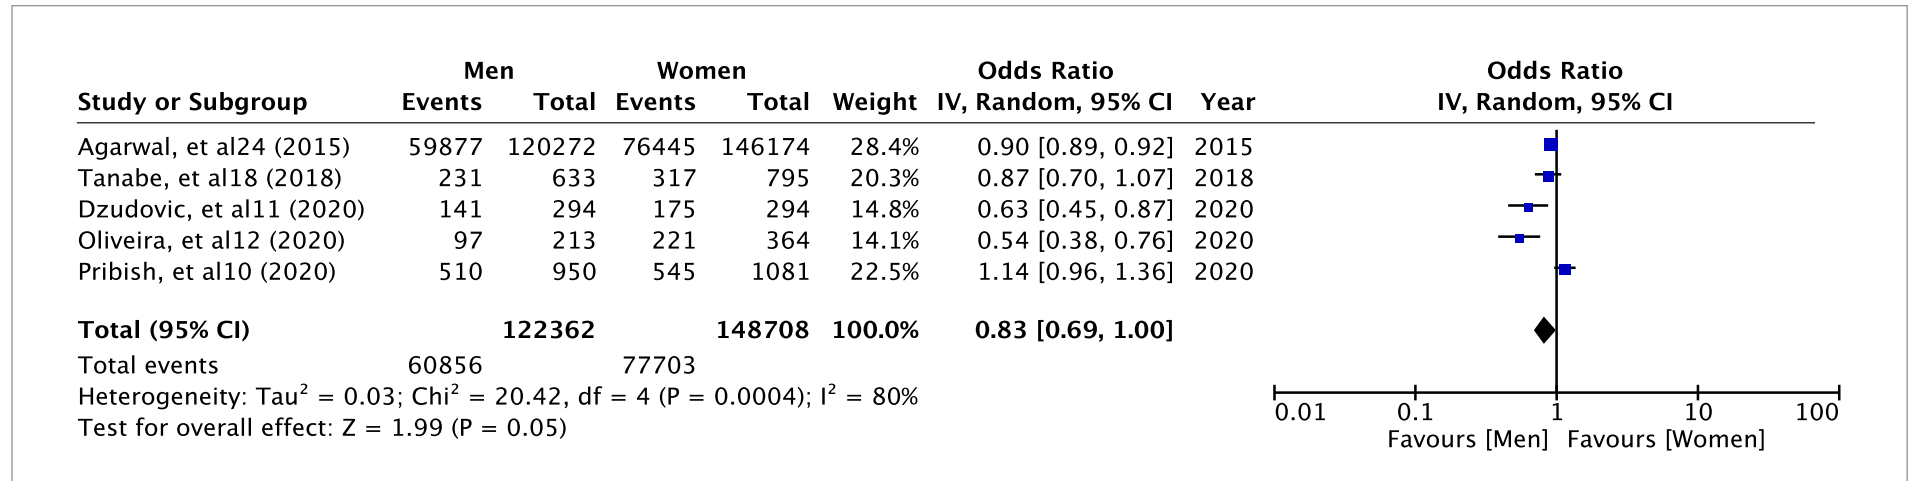 Men Women Odds Ratio Odds Ratio
Study or Subgroup Events Total Events Total Weight IV, Random, 95% CI Year IV, Random, 95% CI
Agarwal, et al24 (2015) 59877 120272 76445 146174 28.4% 0.90 [0.89, 0.92] 2015
Tanabe, et al18 (2018) 231 633 317 795 20.3% 0.87 [0.70, 1.07] 2018
Dzudovic, et al11 (2020) 141 294 175 294 14.8% 0.63 [0.45, 0.87] 2020
Oliveira, et al12 (2020) 97 213 221 364 14.1% 0.54 [0.38, 0.76] 2020
Pribish, et al10 (2020) 510 950 545 1081 22.5% 1.14 [0.96, 1.36] 2020
Total (95% CI) 122362 148708 100.0% 0.83 [0.69, 1.00]
Total events 60856 77703
Heterogeneity: Tau² = 0.03; Chi² = 20.42, df = 4 (P = 0.0004); I² = 80%
Test for overall effect: Z = 1.99 (P = 0.05)
0.01 0.1 1 10 100
Favours [Men] Favours [Women]